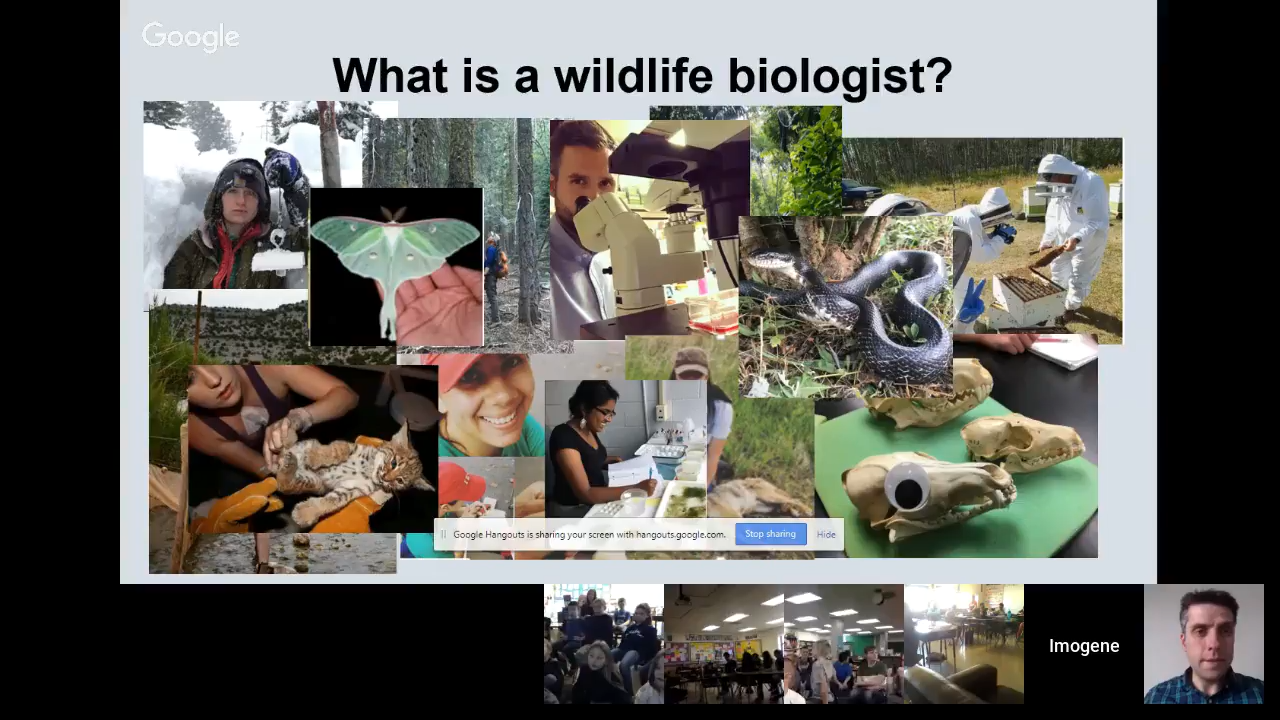 Google
What is a wildlife biologist?
Google Hangouts is sharing your screen with hangouts.google.com. Stop sharing Hide
Imogene